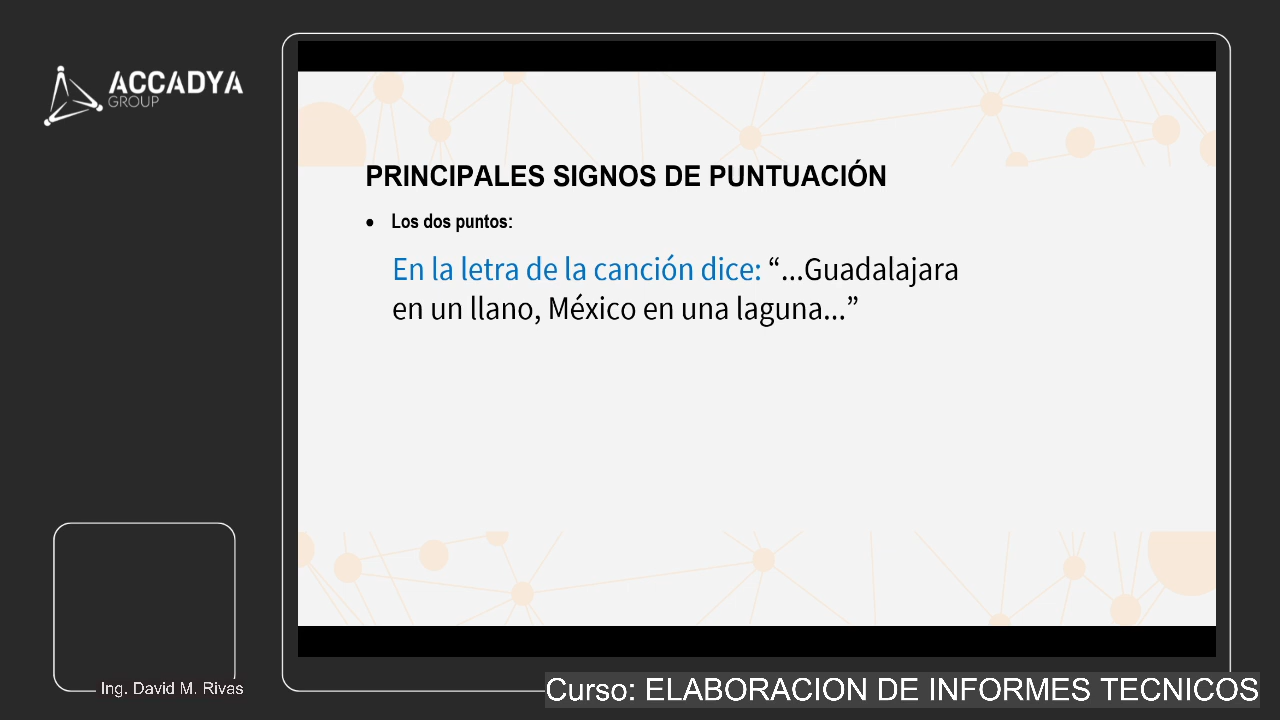 ACCADYA
GROUP
PRINCIPALES SIGNOS DE PUNTUACIÓN
• Los dos puntos:
En la letra de la canción dice: “...Guadalajara
en un llano, México en una laguna...”
Ing. David M. Rivas
Curso: ELABORACION DE INFORMES TECNICOS